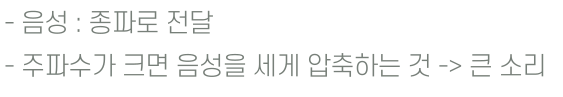 - 음성 : 종파로 전달
- 주파수가 크면 음성을 세게 압축하는 것 -> 큰 소리